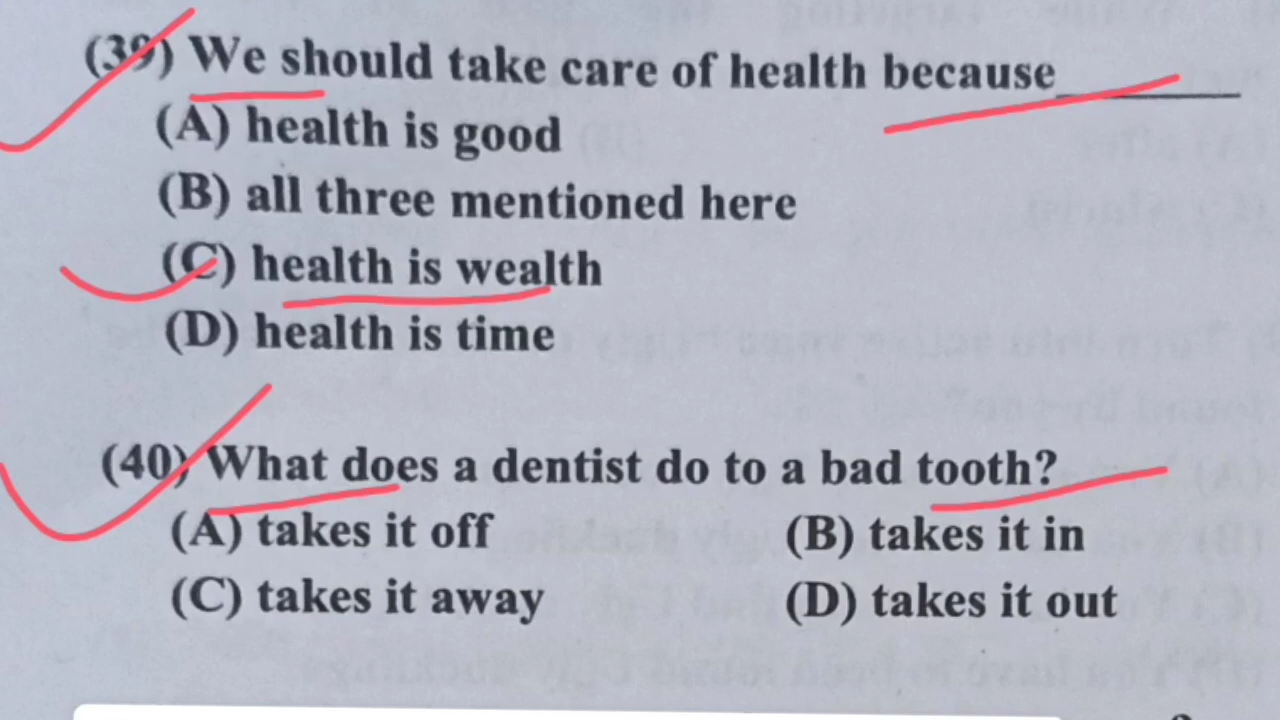 (39) We should take care of health because________
(A) health is good
(B) all three mentioned here
(C) health is wealth
(D) health is time
(40) What does a dentist do to a bad tooth?
(A) takes it off (B) takes it in
(C) takes it away (D) takes it out